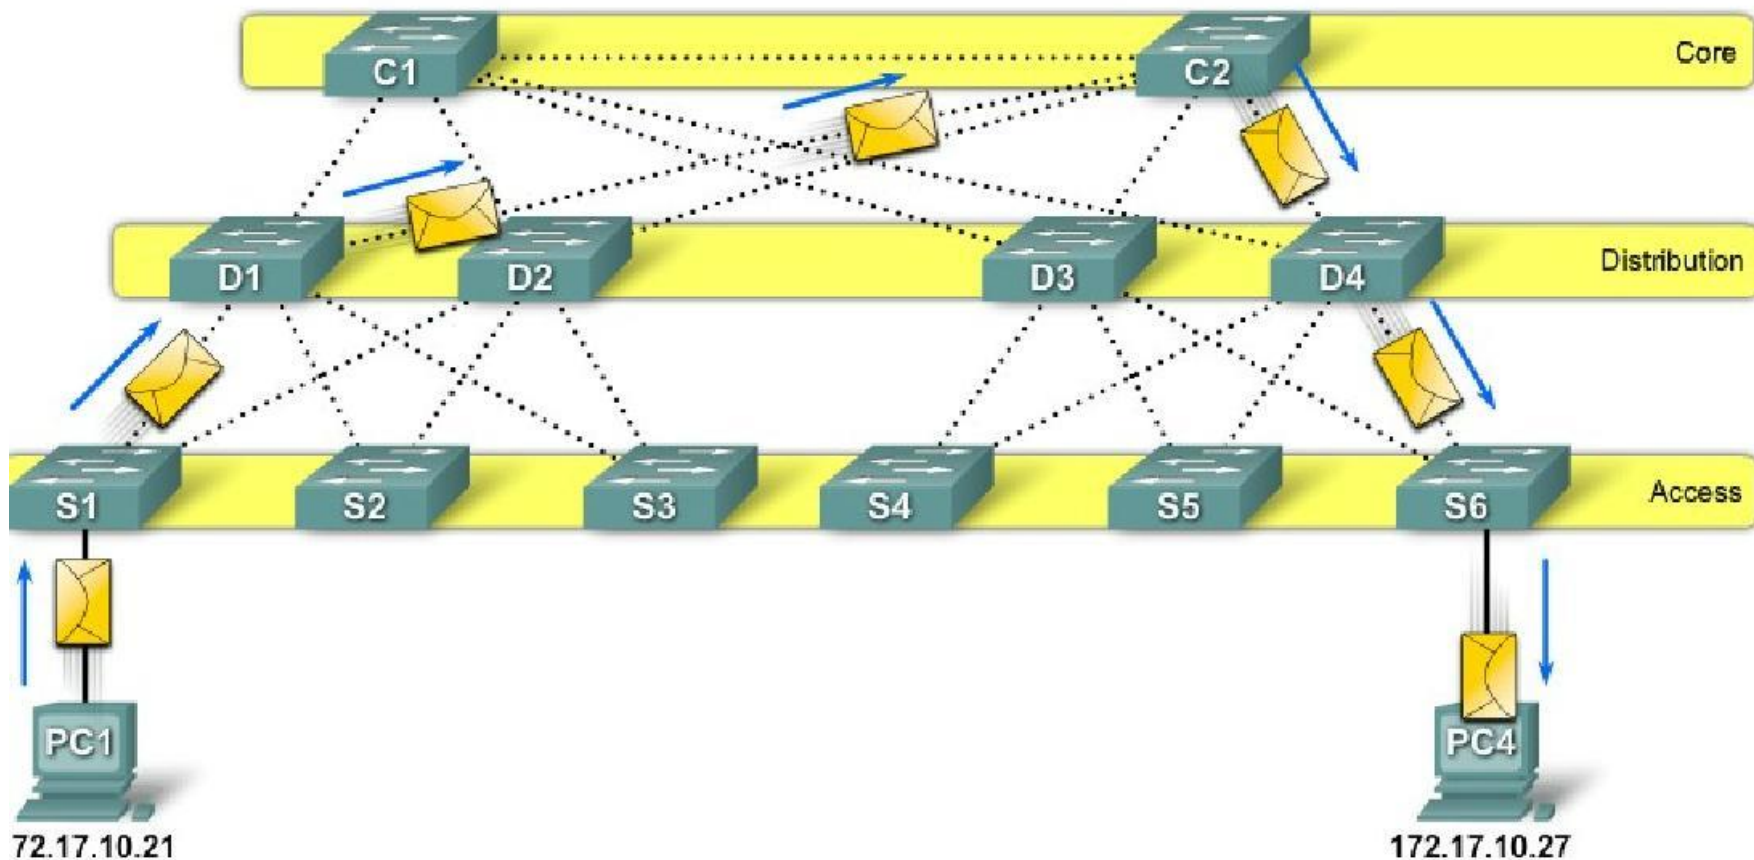 C1
C2
Core
D1
D2
D3
D4
Distribution
S1
S2
S3
S4
S5
S6
Access
PC1
PC4
72.17.10.21
172.17.10.27